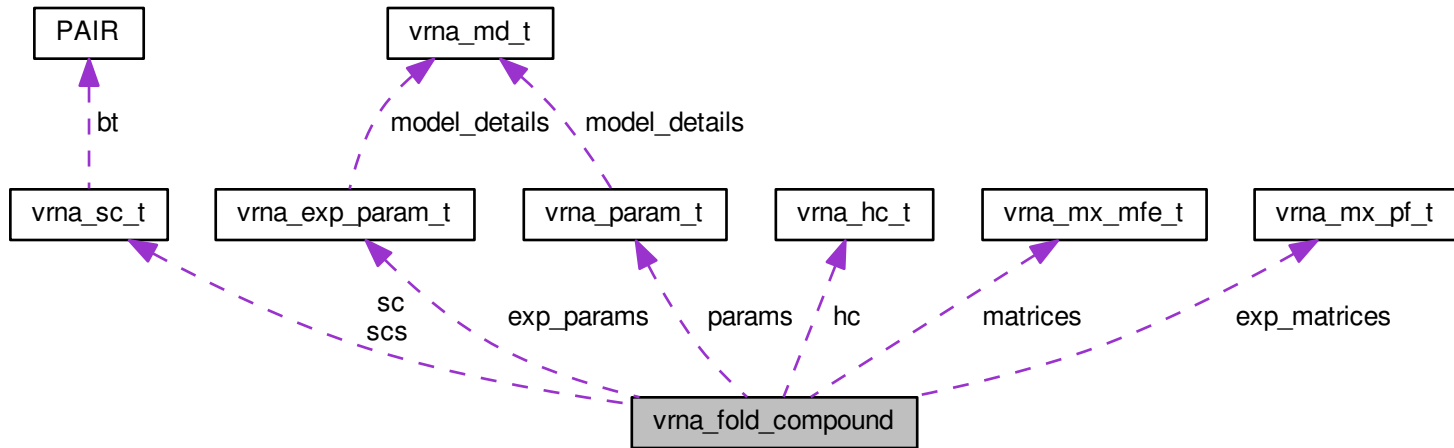 PAIR
vrna_md_t
bt
model_details
model_details
vrna_sc_t
vrna_exp_param_t
vrna_param_t
vrna_hc_t
vrna_mx_mfe_t
vrna_mx_pf_t
sc
scs
exp_params
params
hc
matrices
exp_matrices
vrna_fold_compound